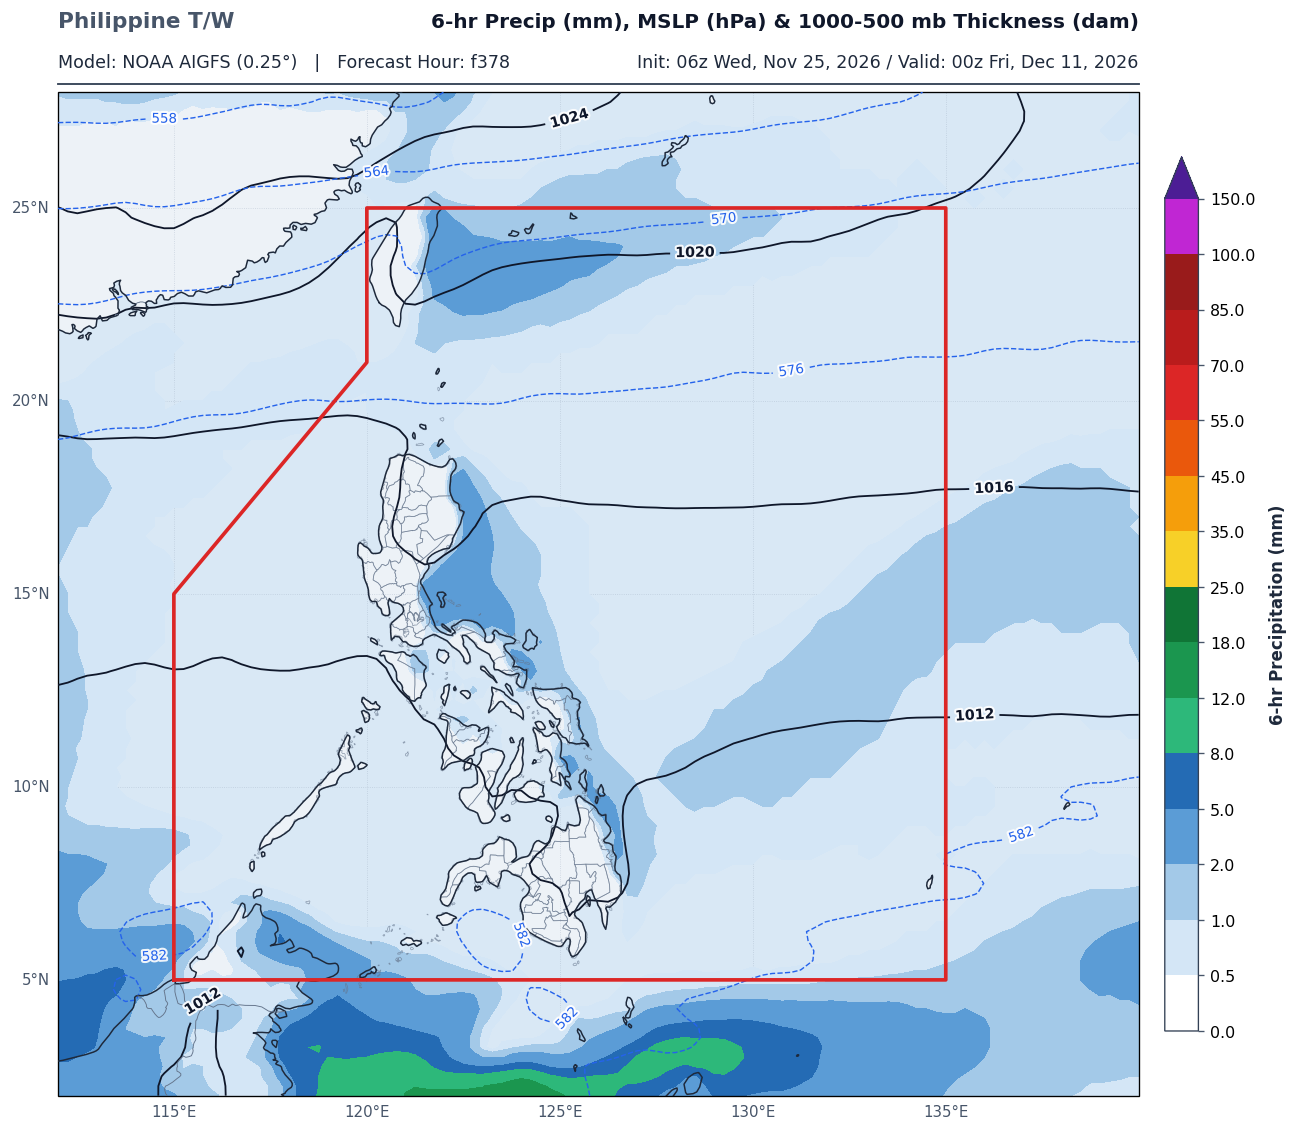 Philippine T/W
6-hr Precip (mm), MSLP (hPa) & 1000-500 mb Thickness (dam)
Model: NOAA AIGFS (0.25°) | Forecast Hour: f378
Init: 06z Wed, Nov 25, 2026 / Valid: 00z Fri, Dec 11, 2026
558
1024
564
570
1020
576
1016
1012
582
582
582
582
1012
25°N
20°N
15°N
10°N
5°N
115°E
120°E
125°E
130°E
135°E
150.0
100.0
85.0
70.0
55.0
45.0
35.0
25.0
18.0
12.0
8.0
5.0
2.0
1.0
0.5
0.0
6-hr Precipitation (mm)